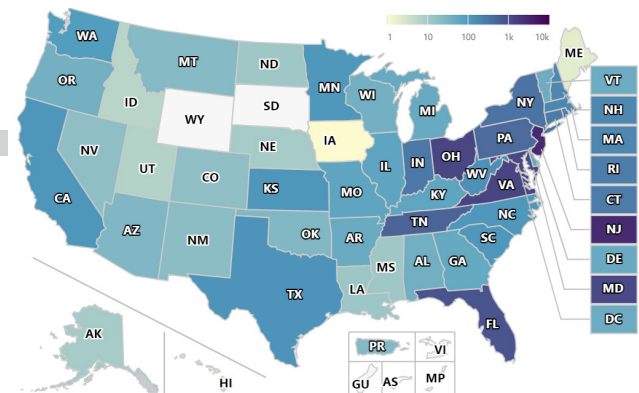 1 10 100 1k 10k
WA
ME
MT
ND
OR
MN
VT
ID
SD
WI
MI
NY
NH
WY
IA
PA
MA
NV
NE
IL
IN
OH
RI
UT
CO
WV
CA
KS
MO
KY
VA
CT
TN
NC
NJ
AZ
NM
OK
AR
SC
MS
AL
GA
DE
TX
LA
MD
FL
DC
AK
PR
VI
HI
GU
AS
MP